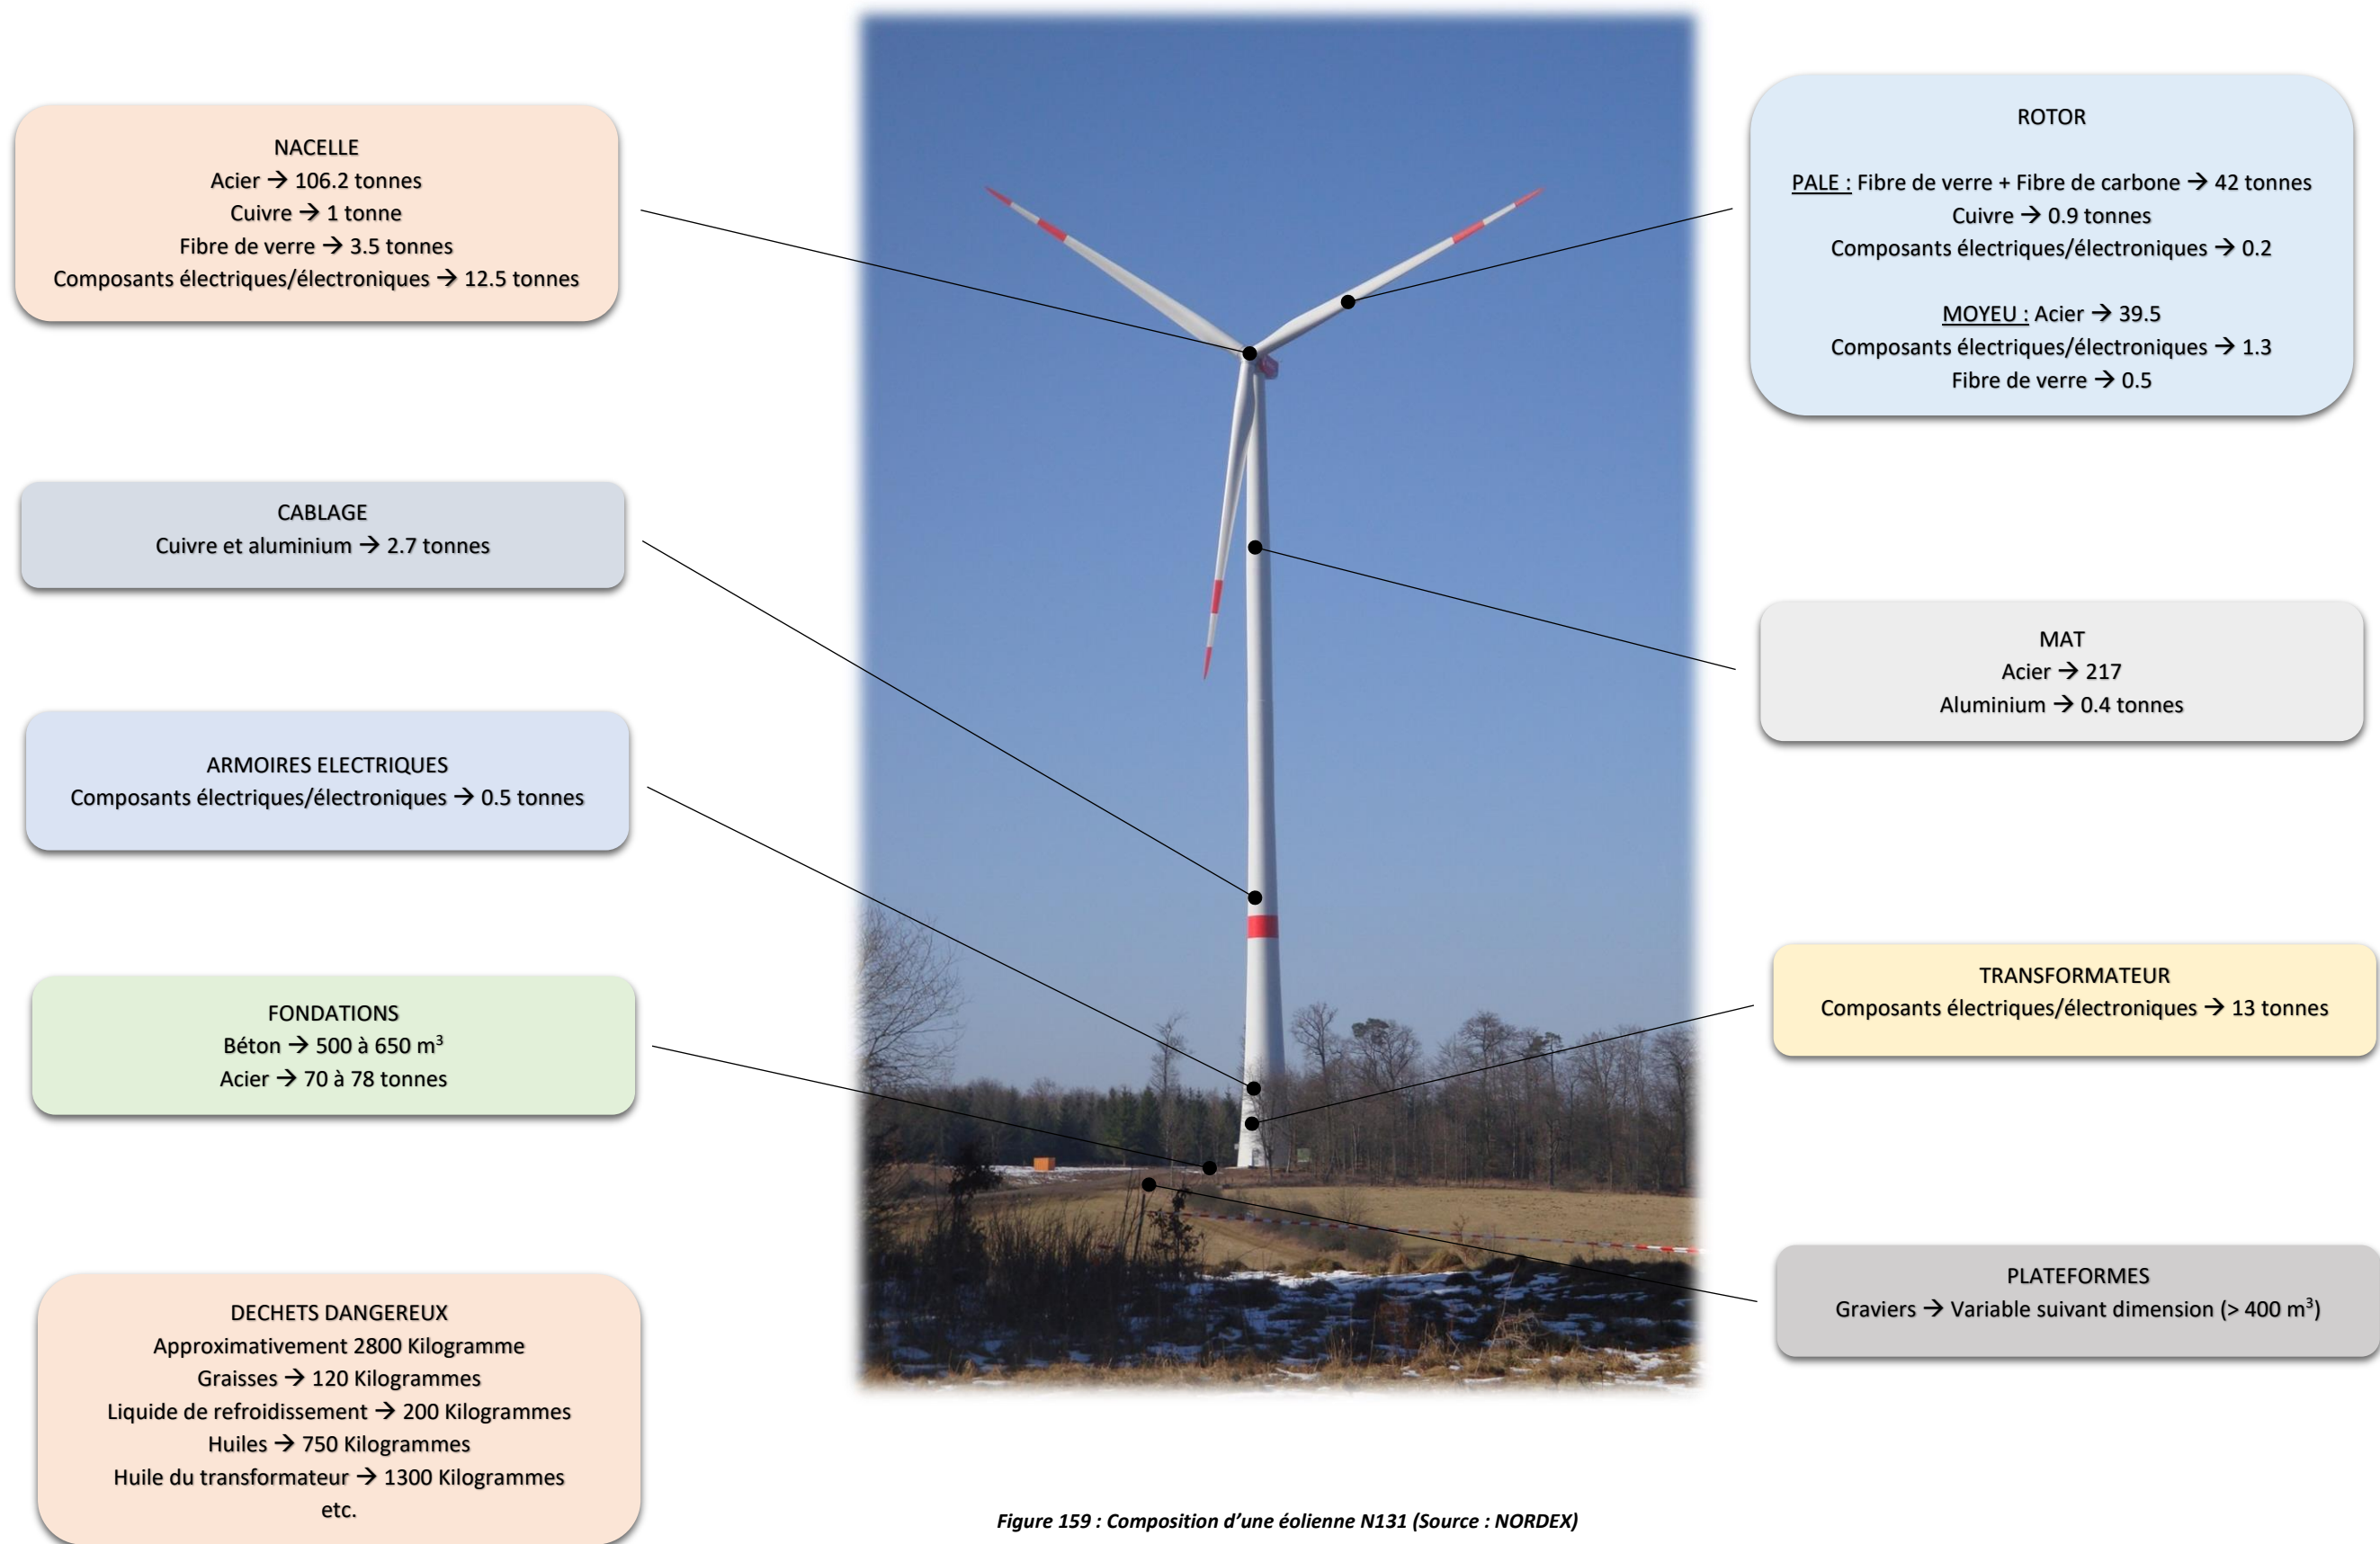 NACELLE
Acier → 106.2 tonnes
Cuivre → 1 tonne
Fibre de verre → 3.5 tonnes
Composants électriques/électroniques → 12.5 tonnes
CABLAGE
Cuivre et aluminium → 2.7 tonnes
ARMOIRES ELECTRIQUES
Composants électriques/électroniques → 0.5 tonnes
FONDATIONS
Béton → 500 à 650 m³
Acier → 70 à 78 tonnes
DECHETS DANGEREUX
Approximativement 2800 Kilogramme
Graisses → 120 Kilogrammes
Liquide de refroidissement → 200 Kilogrammes
Huiles → 750 Kilogrammes
Huile du transformateur → 1300 Kilogrammes
etc.
ROTOR
PALE : Fibre de verre + Fibre de carbone → 42 tonnes
Cuivre → 0.9 tonnes
Composants électriques/électroniques → 0.2
MOYEU : Acier → 39.5
Composants électriques/électroniques → 1.3
Fibre de verre → 0.5
MAT
Acier → 217
Aluminium → 0.4 tonnes
TRANSFORMATEUR
Composants électriques/électroniques → 13 tonnes
PLATEFORMES
Graviers → Variable suivant dimension (> 400 m³)
Figure 159 : Composition d'une éolienne N131 (Source : NORDEX)